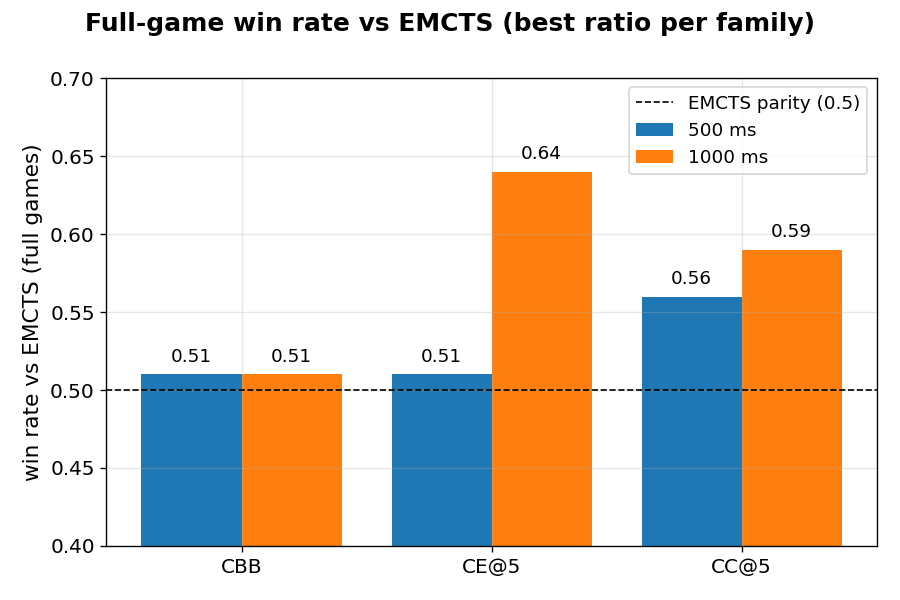 Full-game win rate vs EMCTS (best ratio per family)
win rate vs EMCTS (full games)
0.70
0.65
0.60
0.55
0.50
0.45
0.40
EMCTS parity (0.5)
500 ms
1000 ms
0.51
0.51
0.51
0.64
0.56
0.59
CBB
CE@5
CC@5